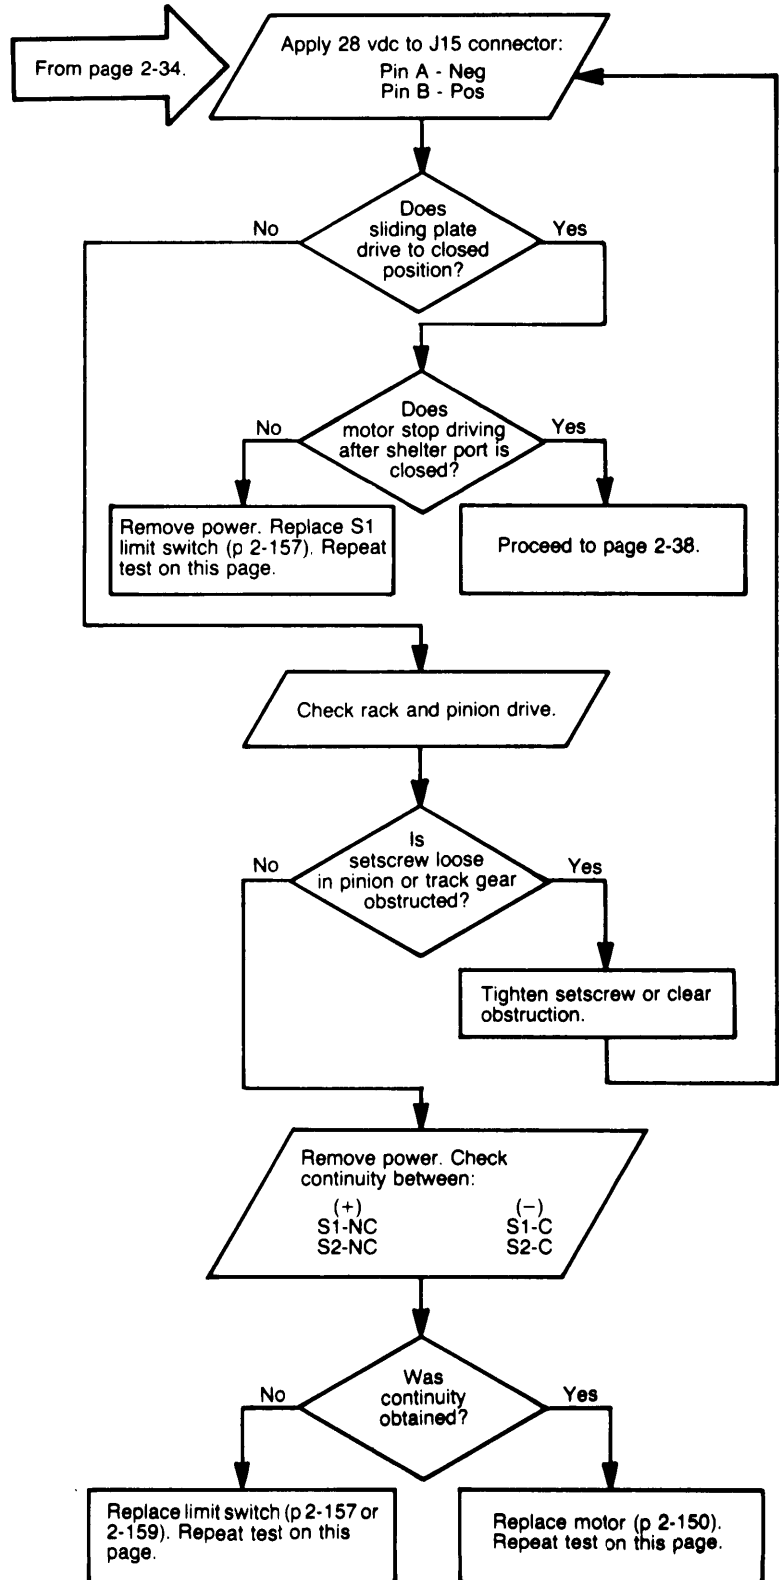 From page 2-34.
Apply 28 vdc to J15 connector:
Pin A - Neg
Pin B - Pos
Does
sliding plate
drive to closed
position?
No
Yes
Does
motor stop driving
after shelter port is
closed?
No
Yes
Remove power. Replace S1
limit switch (p 2-157). Repeat
test on this page.
Proceed to page 2-38.
Check rack and pinion drive.
Is
setscrew loose
in pinion or track gear
obstructed?
No
Yes
Tighten setscrew or clear
obstruction.
Remove power. Check
continuity between:
(+) (−)
S1-NC S1-C
S2-NC S2-C
Was
continuity
obtained?
No
Yes
Replace limit switch (p 2-157 or
2-159). Repeat test on this
page.
Replace motor (p 2-150).
Repeat test on this page.